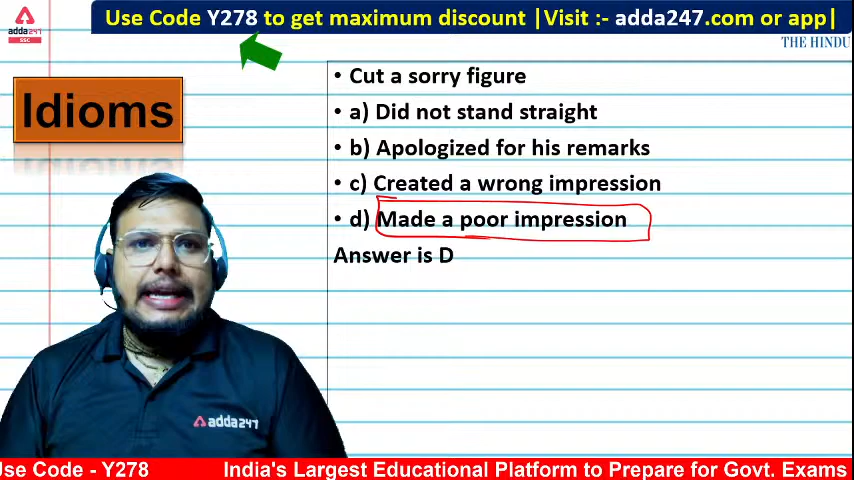 Use Code Y278 to get maximum discount |Visit :- adda247.com or app|
adda247
SSC
THE HINDU
Idioms
• Cut a sorry figure
• a) Did not stand straight
• b) Apologized for his remarks
• c) Created a wrong impression
• d) Made a poor impression
Answer is D
adda247
Use Code - Y278 India's Largest Educational Platform to Prepare for Govt. Exams